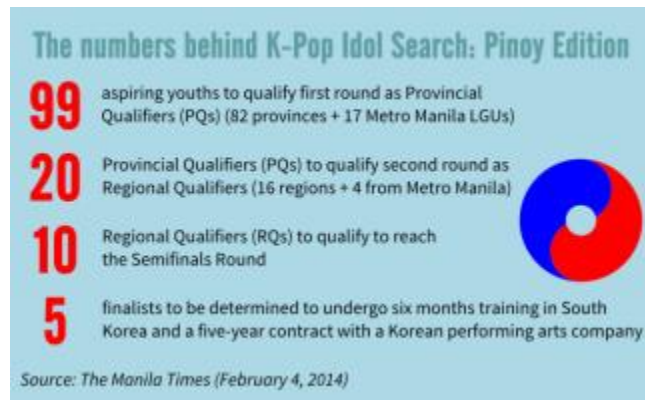 The numbers behind K-Pop Idol Search: Pinoy Edition
99
aspiring youths to qualify first round as Provincial
Qualifiers (PQs) (82 provinces + 17 Metro Manila LGUs)
20
Provincial Qualifiers (PQs) to qualify second round as
Regional Qualifiers (16 regions + 4 from Metro Manila)
10
Regional Qualifiers (RQs) to qualify to reach
the Semifinals Round
5
finalists to be determined to undergo six months training in South
Korea and a five-year contract with a Korean performing arts company
Source: The Manila Times (February 4, 2014)